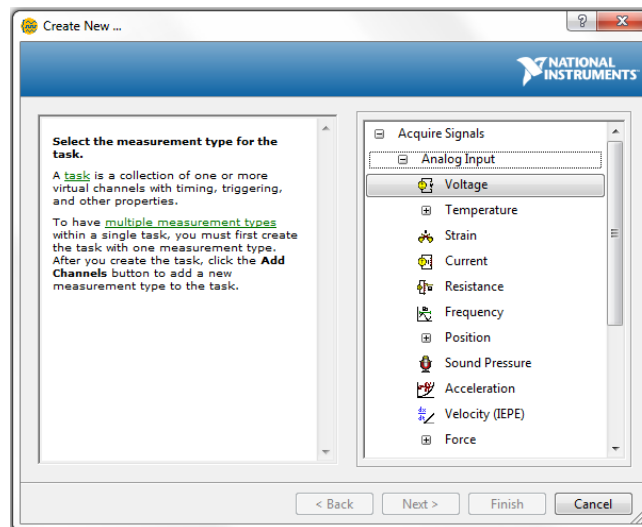 Create New ...
NATIONAL
INSTRUMENTS
Select the measurement type for the
task.
A task is a collection of one or more
virtual channels with timing, triggering,
and other properties.
To have multiple measurement types
within a single task, you must first create
the task with one measurement type.
After you create the task, click the Add
Channels button to add a new
measurement type to the task.
Acquire Signals
Analog Input
Voltage
Temperature
Strain
Current
Resistance
Frequency
Position
Sound Pressure
Acceleration
Velocity (IEPE)
Force
< Back
Next >
Finish
Cancel